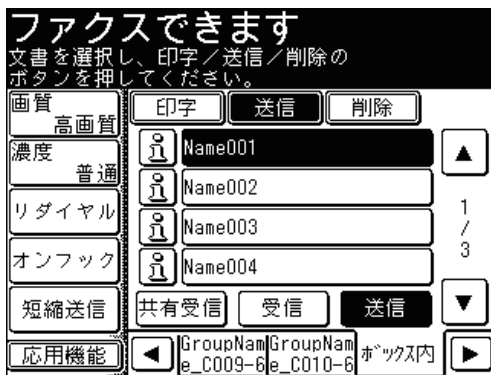 ファクスできます
文書を選択し、印字／送信／削除の
ボタンを押してください。
画質
高画質
濃度
普通
リダイヤル
オンフック
短縮送信
応用機能
印字 送信 削除
Name001
Name002
Name003
Name004
1
/
3
共有受信 受信 送信
GroupNam GroupNam ボックス内
e_C009-6 e_C010-6